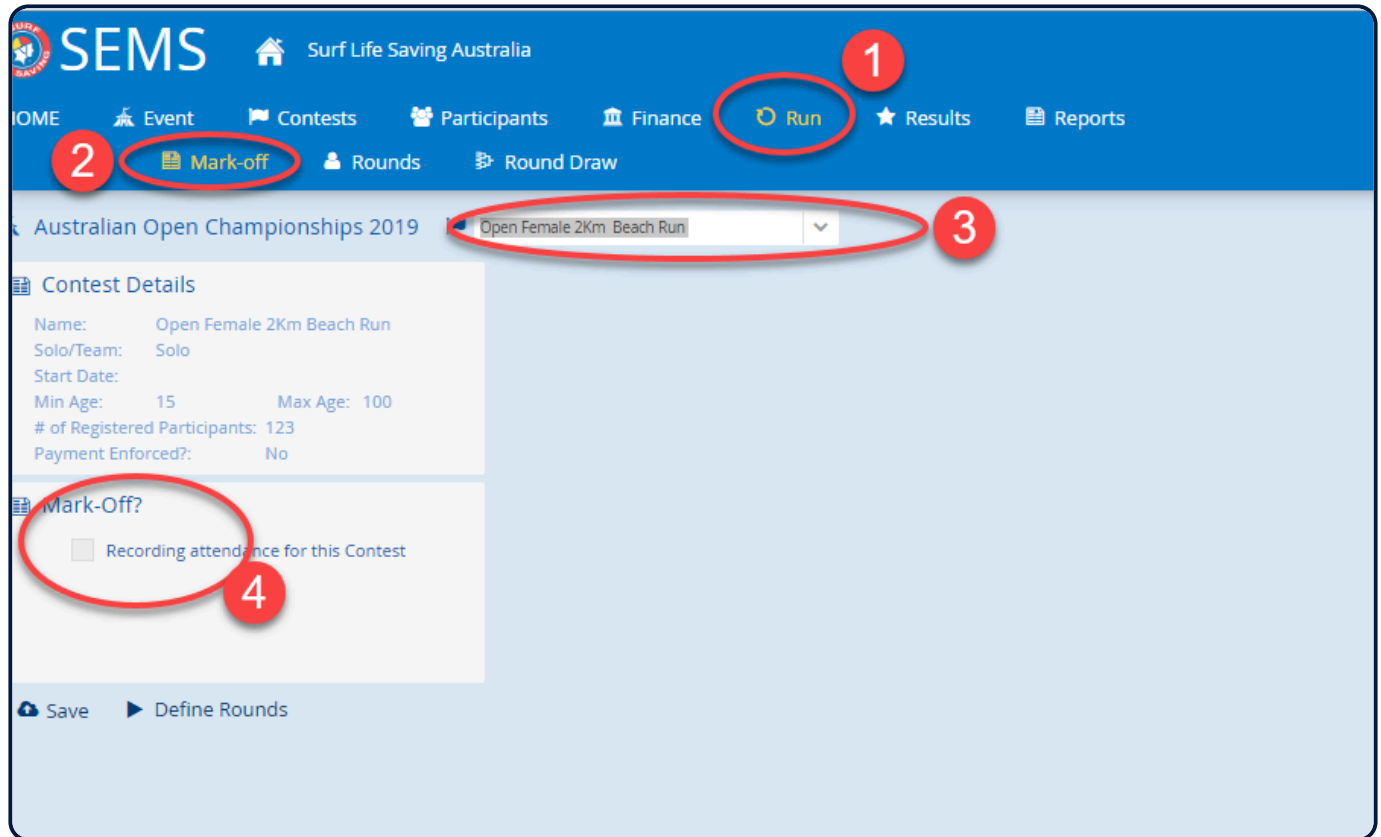 SURF
SAVING
SEMS Surf Life Saving Australia
1
HOME Event Contests Participants Finance Run Results Reports
2 Mark-off Rounds Round Draw
Australian Open Championships 2019 Open Female 2Km Beach Run 3
Contest Details
Name: Open Female 2Km Beach Run
Solo/Team: Solo
Start Date:
Min Age: 15 Max Age: 100
# of Registered Participants: 123
Payment Enforced?: No
Mark-Off?
Recording attendance for this Contest
4
Save Define Rounds